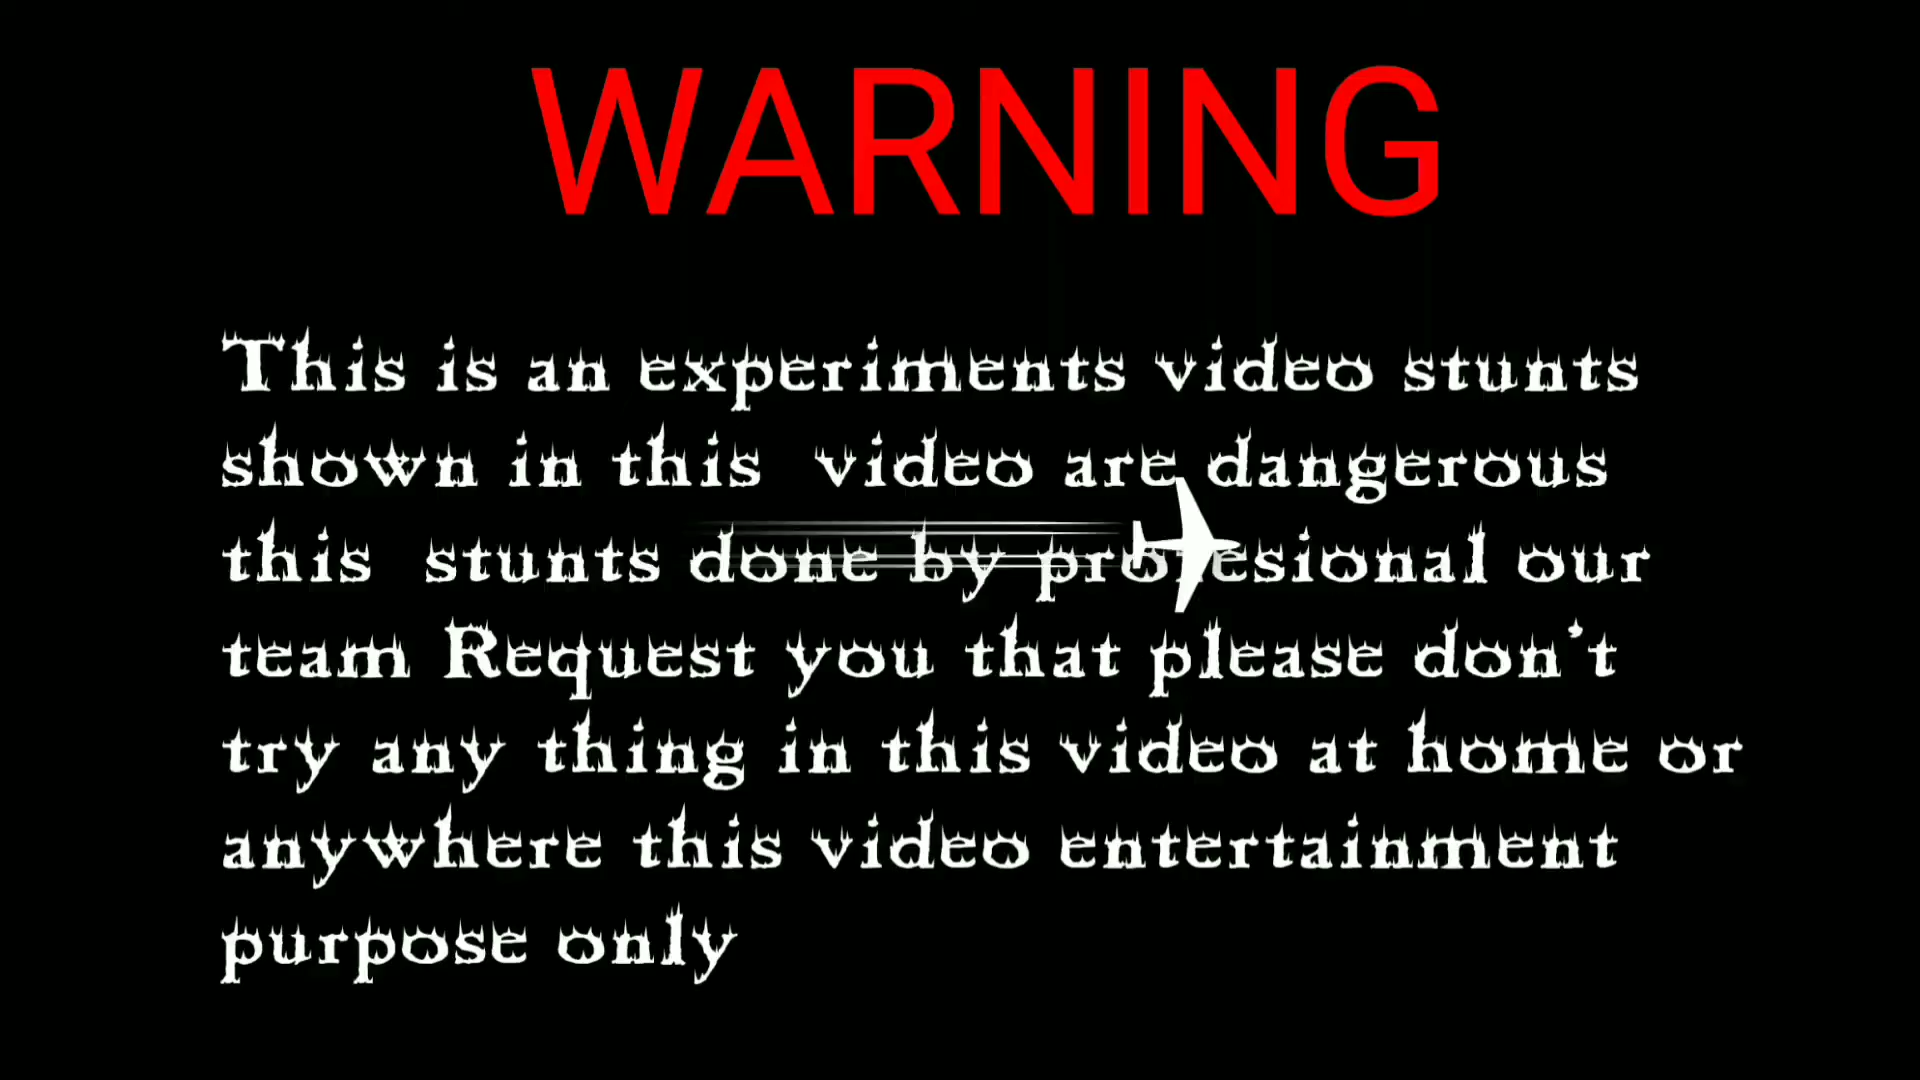 WARNING
This is an experiments video stunts
shown in this video are dangerous
this stunts done by profesional our
team Request you that please don't
try any thing in this video at home or
anywhere this video entertainment
purpose only